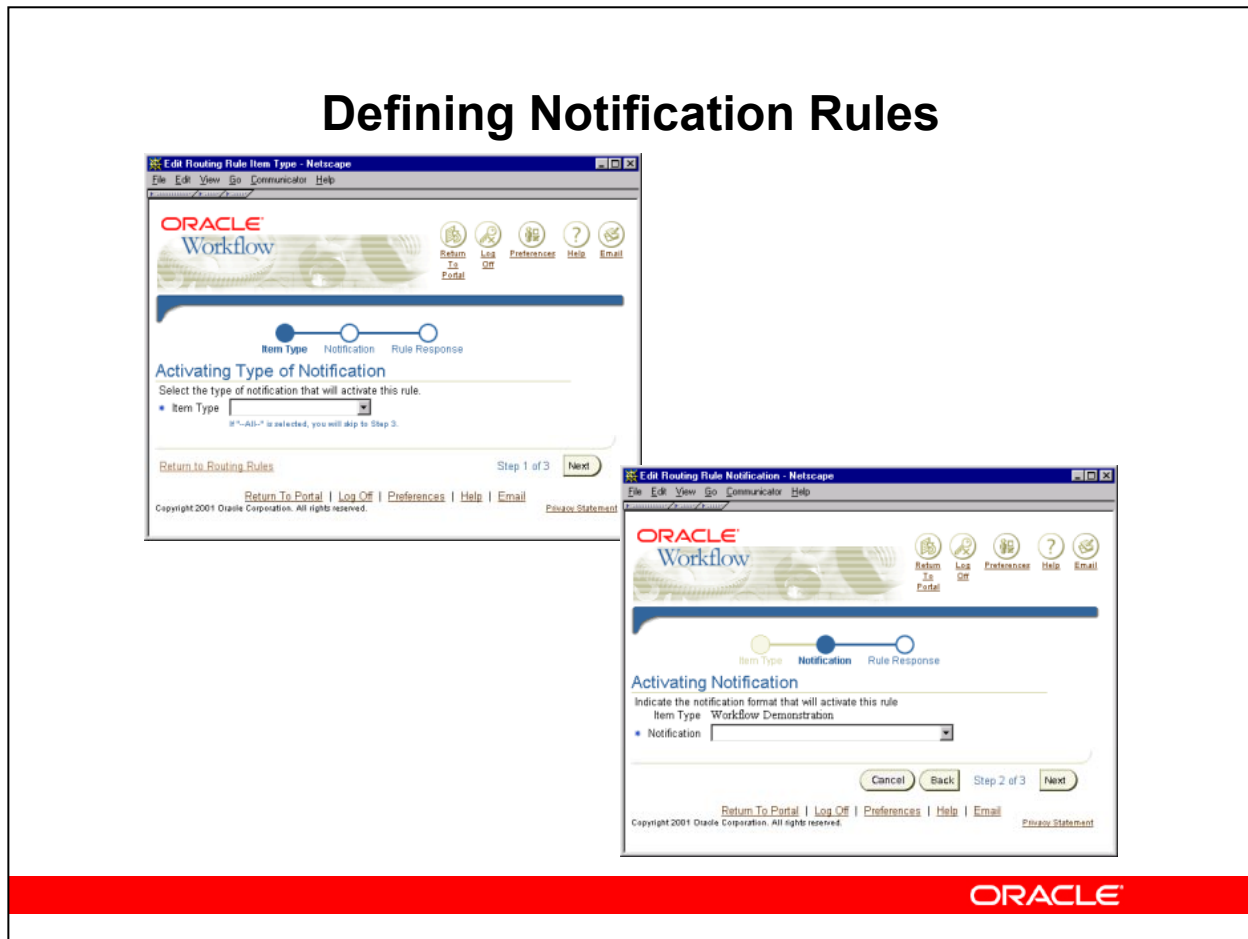 Defining Notification Rules
Edit Routing Rule Item Type - Netscape
File Edit View Go Communicator Help
ORACLE
Workflow
Return To Portal
Log Off
Preferences
Help
Email
Item Type Notification Rule Response
Activating Type of Notification
Select the type of notification that will activate this rule.
Item Type
If "--All--" is selected, you will skip to Step 3.
Return to Routing Rules Step 1 of 3 Next
Return To Portal | Log Off | Preferences | Help | Email
Copyright 2001 Oracle Corporation. All rights reserved. Privacy Statement
Edit Routing Rule Notification - Netscape
File Edit View Go Communicator Help
ORACLE
Workflow
Return To Portal
Log Off
Preferences
Help
Email
Item Type Notification Rule Response
Activating Notification
Indicate the notification format that will activate this rule
Item Type Workflow Demonstration
Notification
Cancel Back Step 2 of 3 Next
Return To Portal | Log Off | Preferences | Help | Email
Copyright 2001 Oracle Corporation. All rights reserved. Privacy Statement
ORACLE